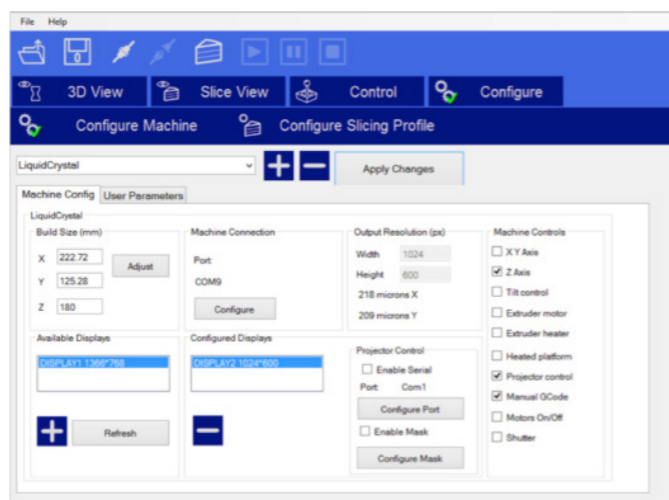 File Help
3D View Slice View Control Configure
Configure Machine Configure Slicing Profile
LiquidCrystal Apply Changes
Machine Config User Parameters
LiquidCrystal
Build Size (mm)
X 222.72
Adjust
Y 125.28
Z 180
Machine Connection
Port:
COM9
Configure
Output Resolution (px)
Width 1024
Height 600
218 microns X
209 microns Y
Machine Controls
X Y Axis
Z Axis
Tilt control
Extruder motor
Extruder heater
Heated platform
Projector control
Manual GCode
Motors On/Off
Shutter
Available Displays
DISPLAY1 1366*768
Refresh
Configured Displays
DISPLAY2 1024*600
Projector Control
Enable Serial
Port: Com1
Configure Port
Enable Mask
Configure Mask